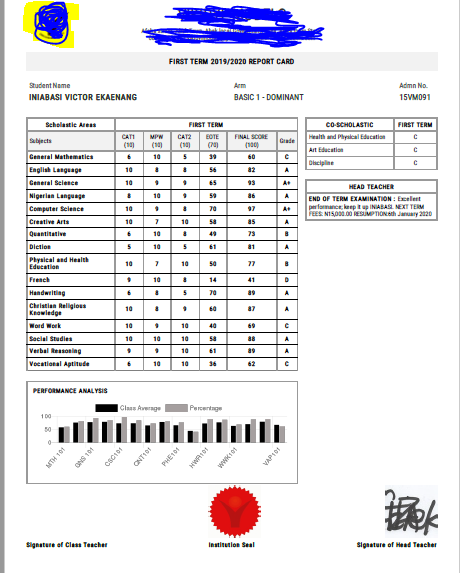 FIRST TERM 2019/2020 REPORT CARD
Student Name Arm Admn No.
INIABASI VICTOR EKAENANG BASIC 1 - DOMINANT 15VM091
Scholastic Areas FIRST TERM
Subjects CAT1 (10) MPW (10) CAT2 (10) EOTE (70) FINAL SCORE (100) Grade
General Mathematics 6 10 5 39 60 C
English Language 10 8 8 56 82 A
General Science 10 9 9 65 93 A+
Nigerian Language 8 10 9 59 86 A
Computer Science 10 9 8 70 97 A+
Creative Arts 10 7 10 58 85 A
Quantitative 6 10 8 49 73 B
Diction 5 10 5 61 81 A
Physical and Health Education 10 7 10 50 77 B
French 9 10 8 14 41 D
Handwriting 6 8 5 70 89 A
Christian Religious Knowledge 10 8 9 60 87 A
Word Work 9 10 10 40 69 C
Social Studies 10 10 10 58 88 A
Verbal Reasoning 9 9 10 61 89 A
Vocational Aptitude 6 10 10 36 62 C
CO-SCHOLASTIC FIRST TERM
Health and Physical Education C
Art Education C
Discipline C
HEAD TEACHER
END OF TERM EXAMINATION : Excellent
performance; keep it up INIABASI. NEXT TERM
FEES: N15,000.00 RESUMPTION:6th January 2020
PERFORMANCE ANALYSIS
Class Average Percentage
100
50
0
MTH 101 CSC101 QNT101 PHE101 HWR101 WWK101 VAP101
Signature of Class Teacher Institution Seal Signature of Head Teacher